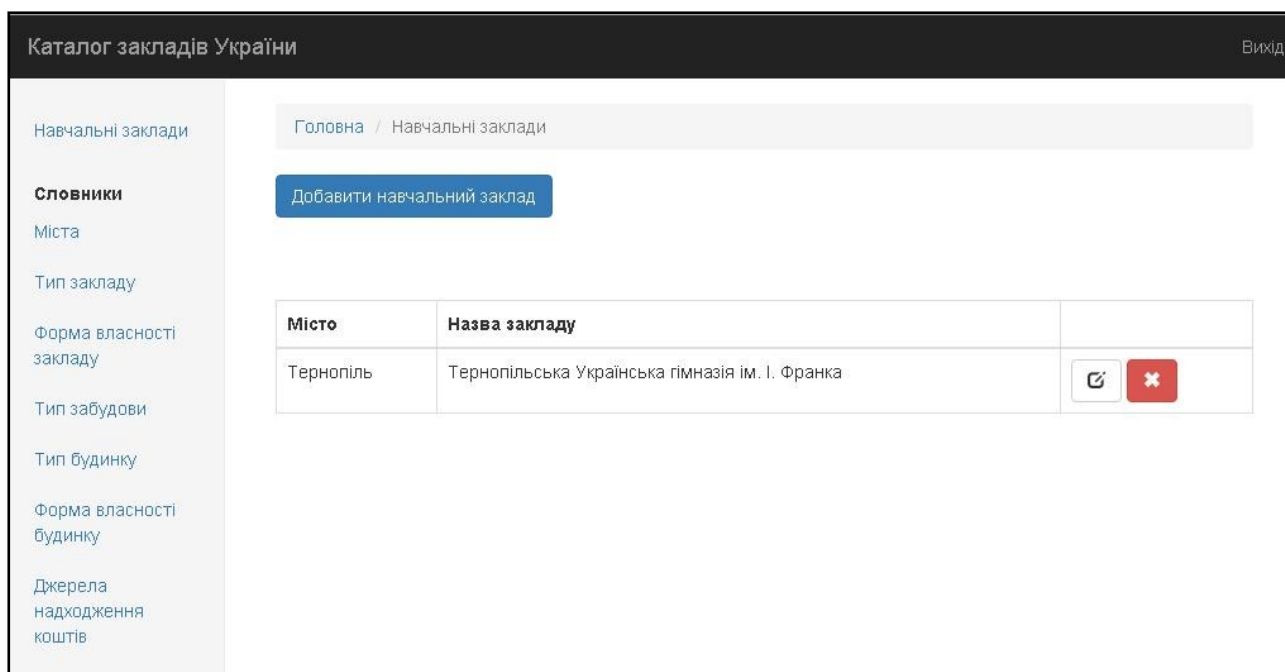 Каталог закладів України
Вихід
Навчальні заклади
Словники
Міста
Тип закладу
Форма власності
закладу
Тип забудови
Тип будинку
Форма власності
будинку
Джерела
надходження
коштів
Головна / Навчальні заклади
Добавити навчальний заклад
Місто Назва закладу
Тернопіль Тернопільська Українська гімназія ім. І. Франка